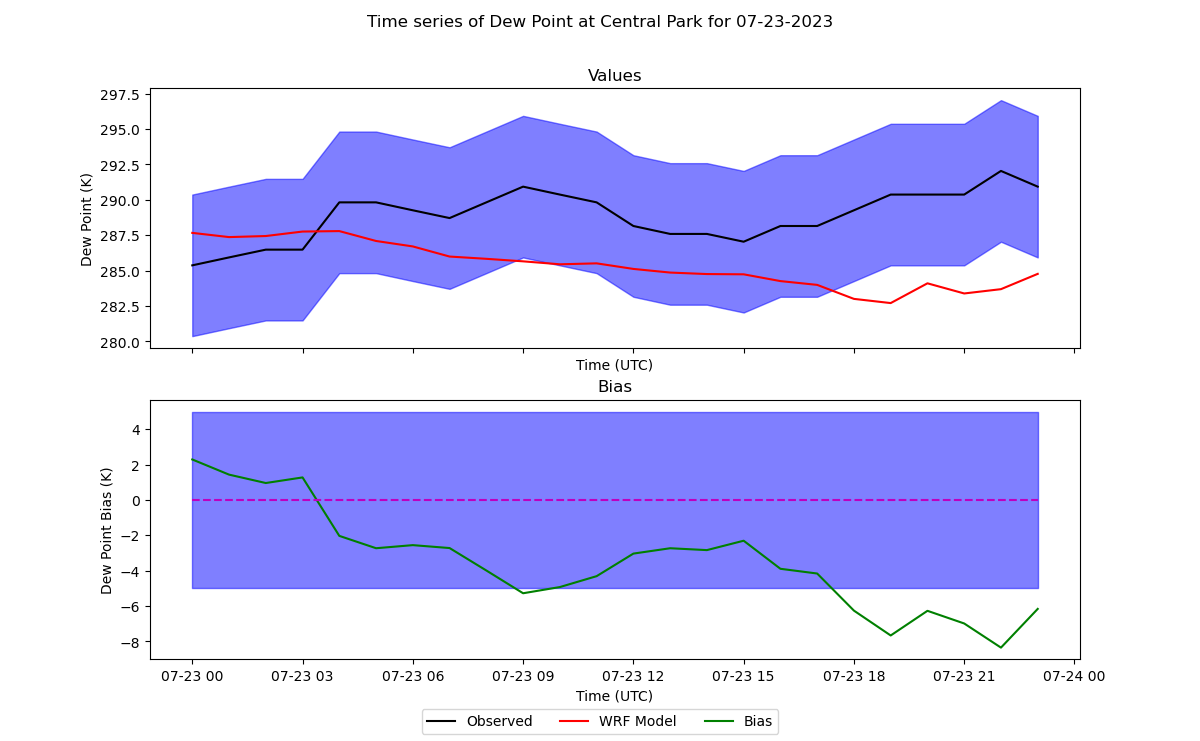 Time series of Dew Point at Central Park for 07-23-2023
Values
Dew Point (K)
297.5
295.0
292.5
290.0
287.5
285.0
282.5
280.0
Time (UTC)
Bias
Dew Point Bias (K)
4
2
0
−2
−4
−6
−8
07-23 00 07-23 03 07-23 06 07-23 09 07-23 12 07-23 15 07-23 18 07-23 21 07-24 00
Time (UTC)
Observed WRF Model Bias